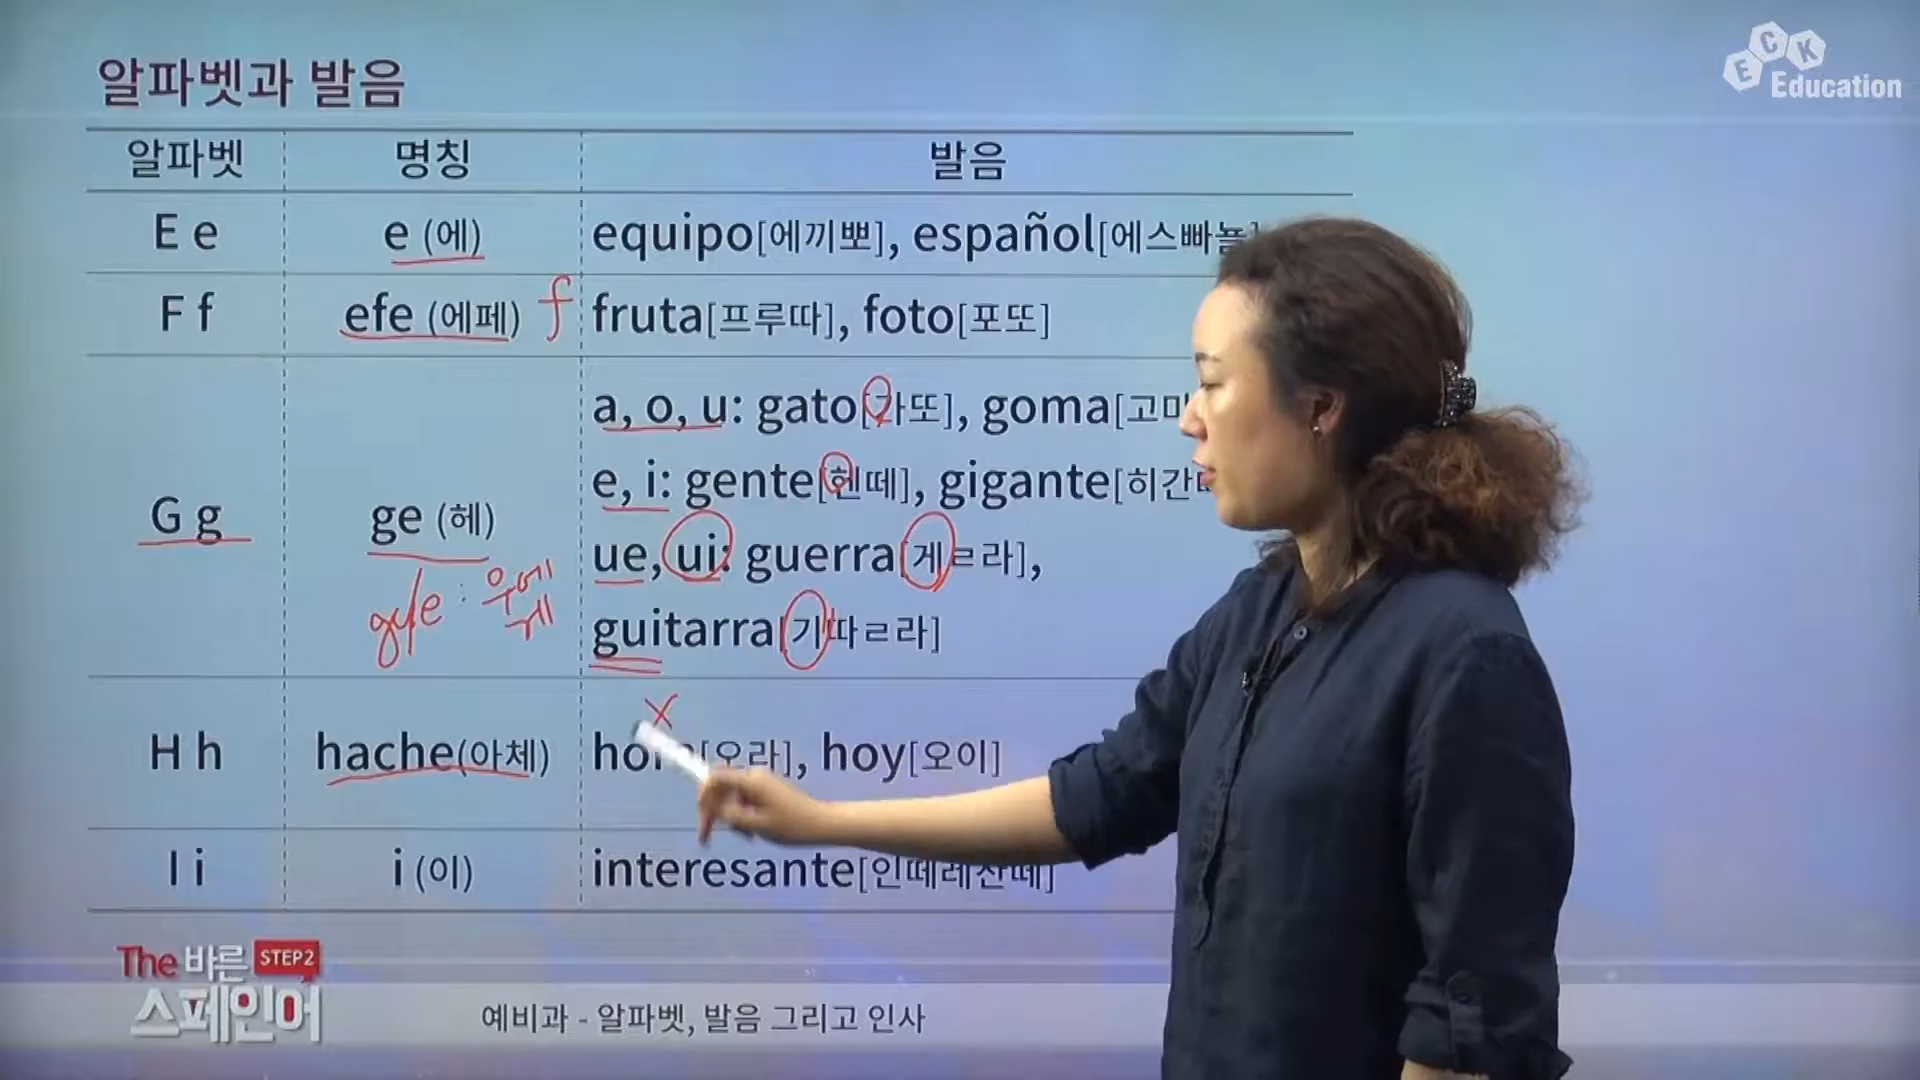 ECK Education
알파벳과 발음
알파벳 명칭 발음
E e e (에) equipo[에끼뽀], español[에스빠뇰]
F f efe (에페) f fruta[프루따], foto[포또]
a, o, u: gato[가또], goma[고마
e, i: gente[헨떼], gigante[히간
G g ge (헤) ue, ui: guerra[게ㄹ라],
우에
게
guitarra[기따ㄹ라]
x
H h hache(아체) [오라], hoy[오이]
I i i (이) interesante[인떼레산떼]
The 바른 STEP2
스페인어
예비과 - 알파벳, 발음 그리고 인사